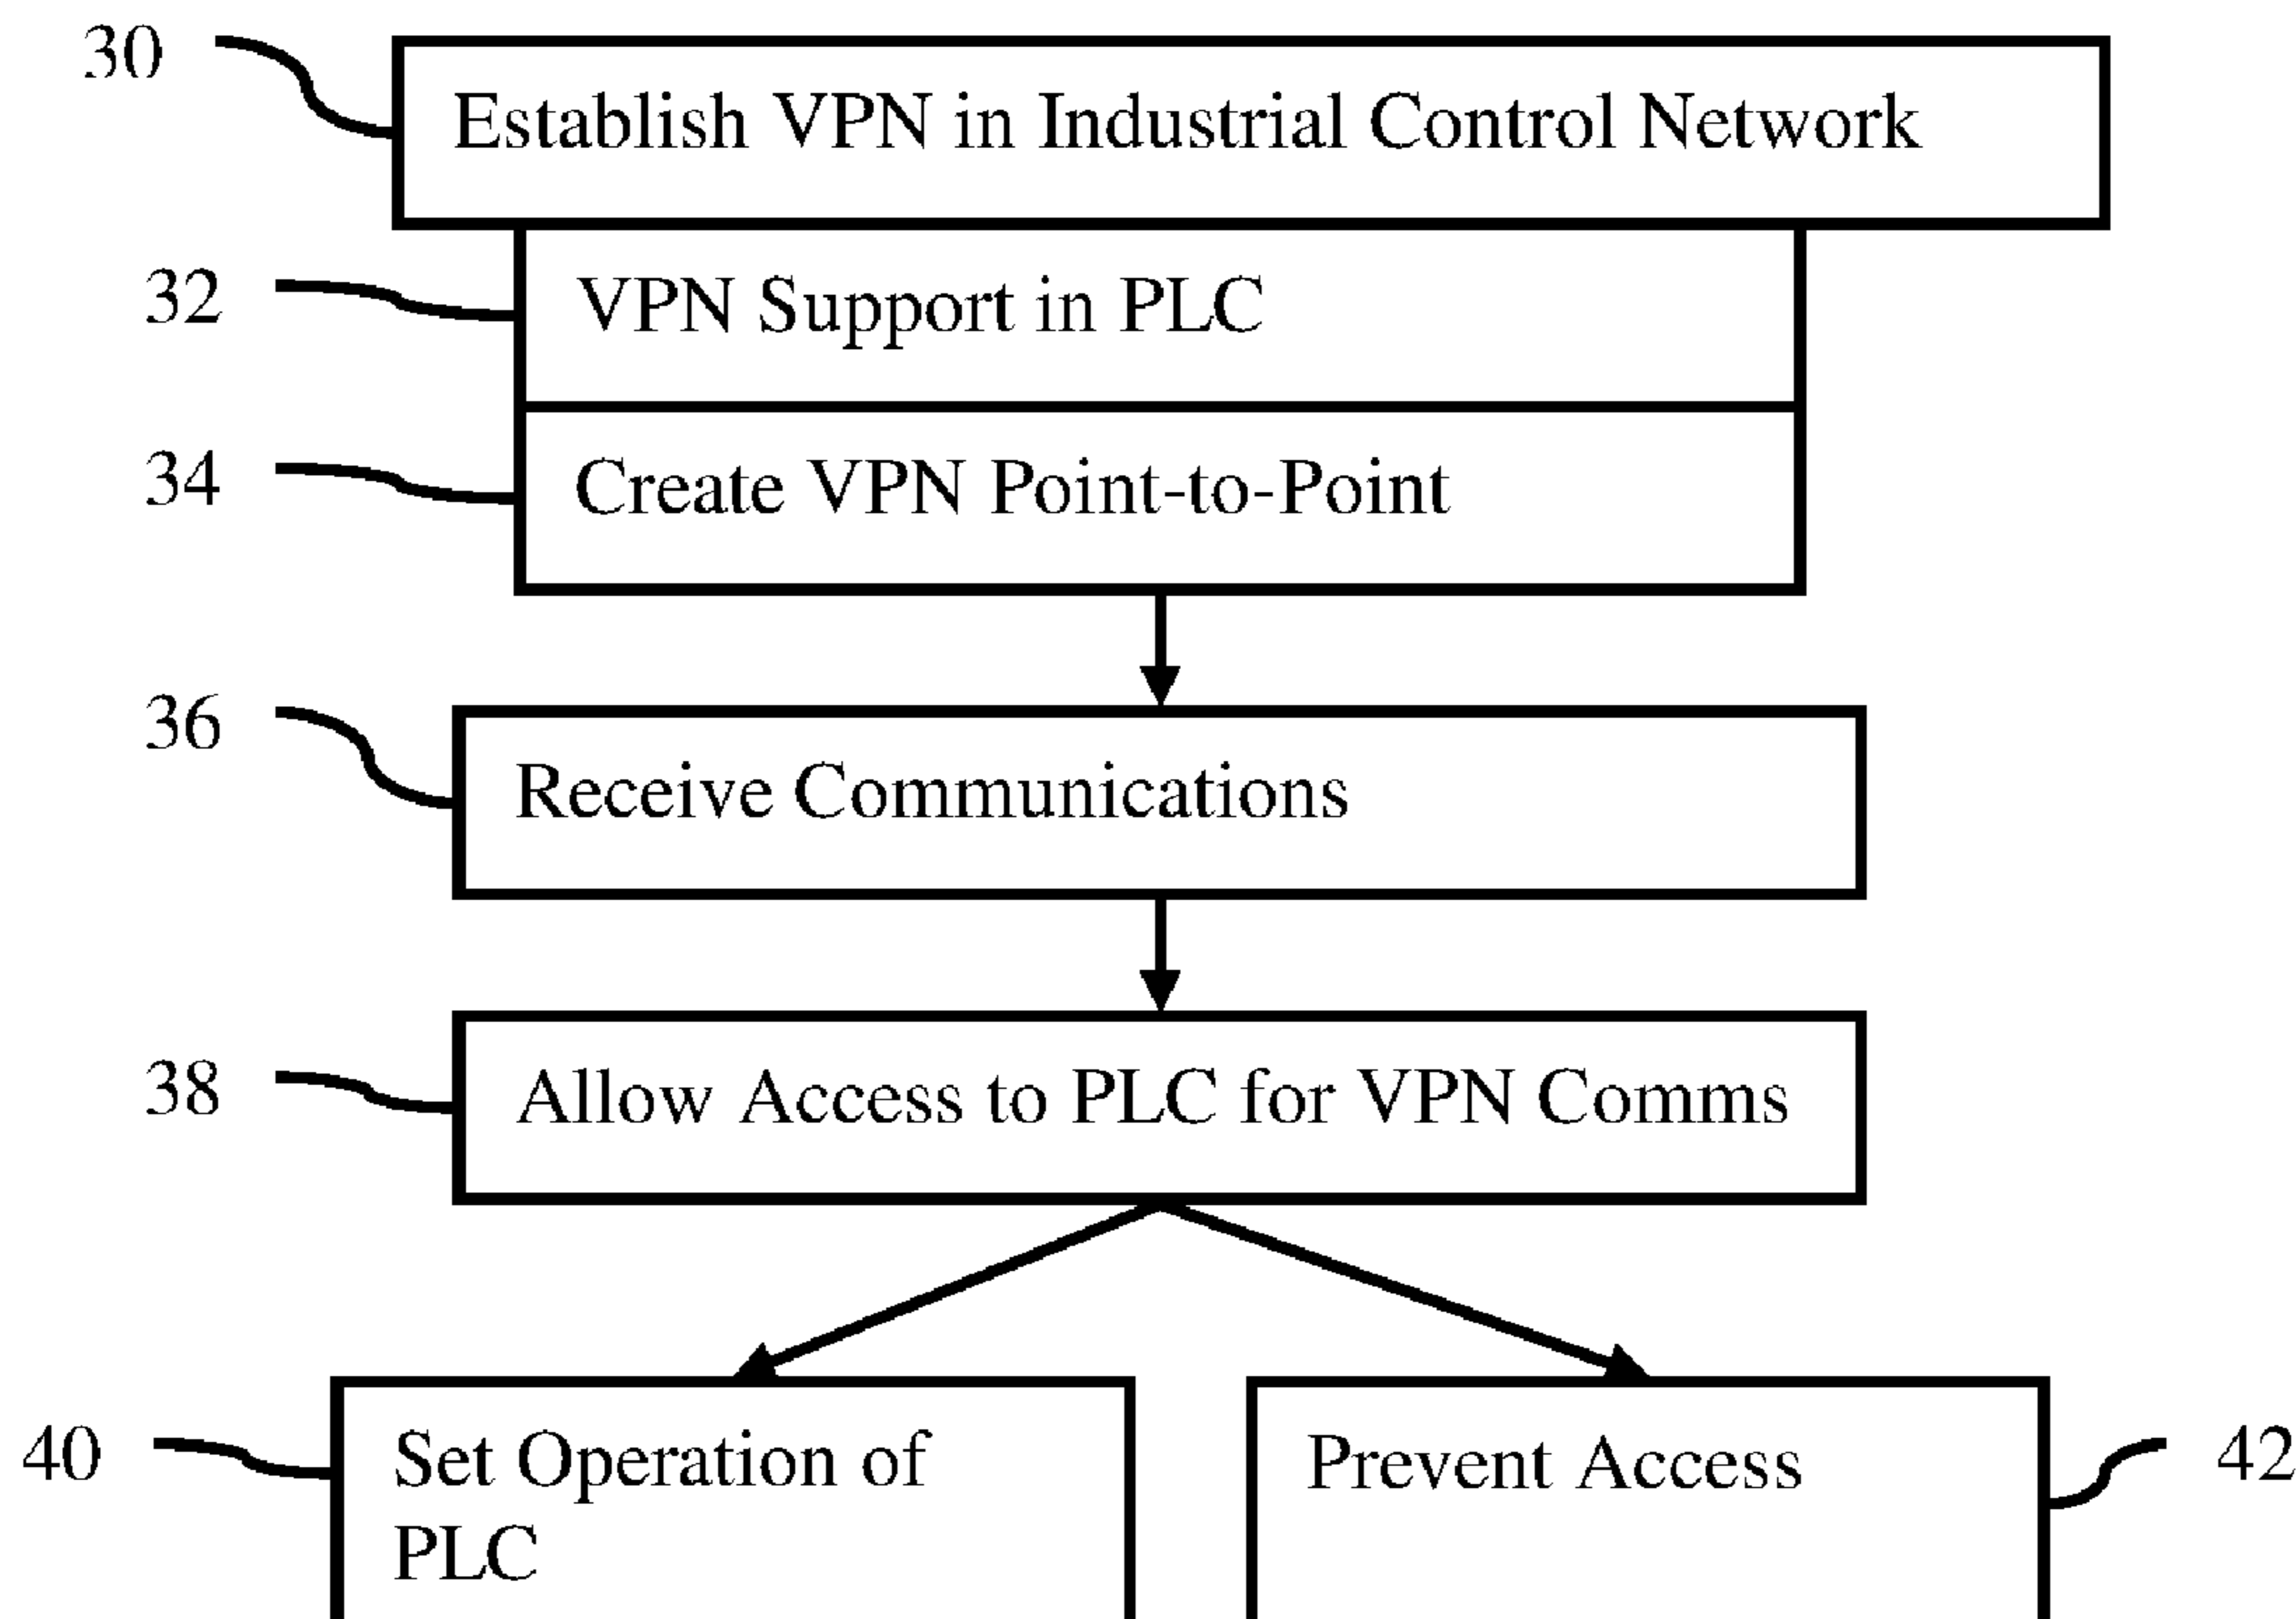 30
Establish VPN in Industrial Control Network
32
VPN Support in PLC
34
Create VPN Point-to-Point
36
Receive Communications
38
Allow Access to PLC for VPN Comms
40
Set Operation of
PLC
Prevent Access
42